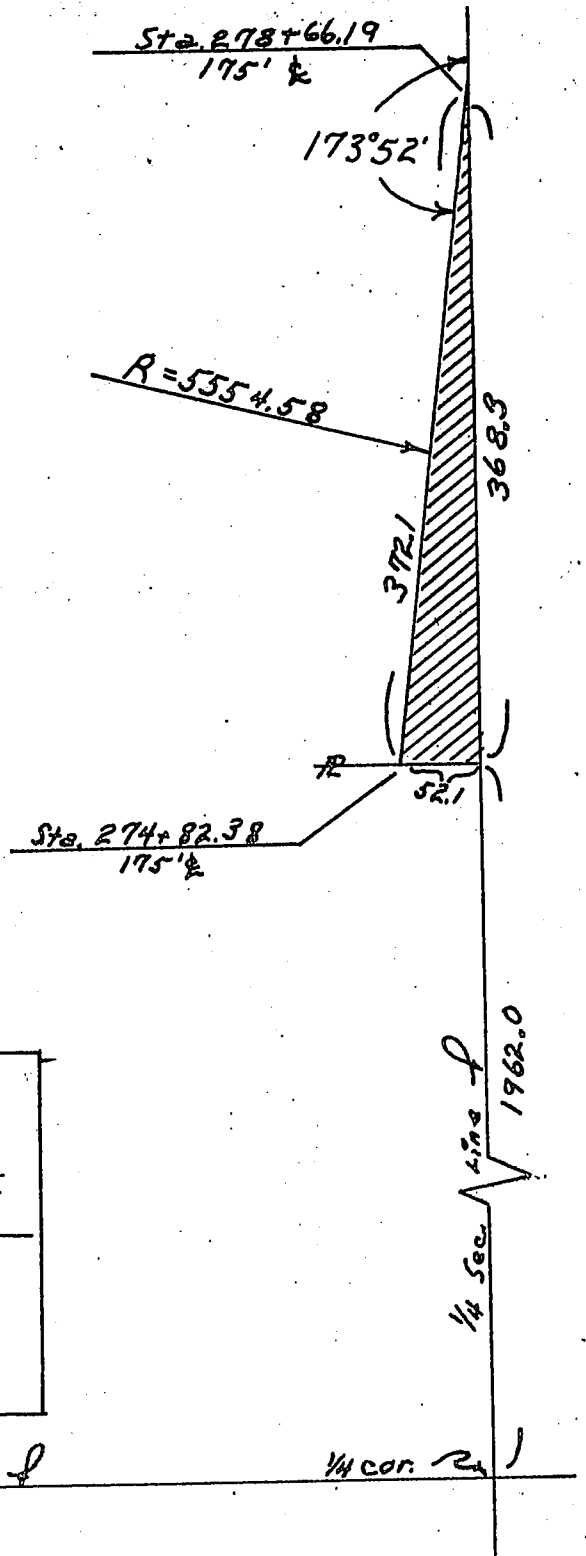 Sta. 278+66.19
175' ℄
173°52'
R = 5554.58
368.3
372.1
℔
52.1
Sta. 274+82.38
175' ℄
1962.0
1/4 Sec. Line
1/4 cor.